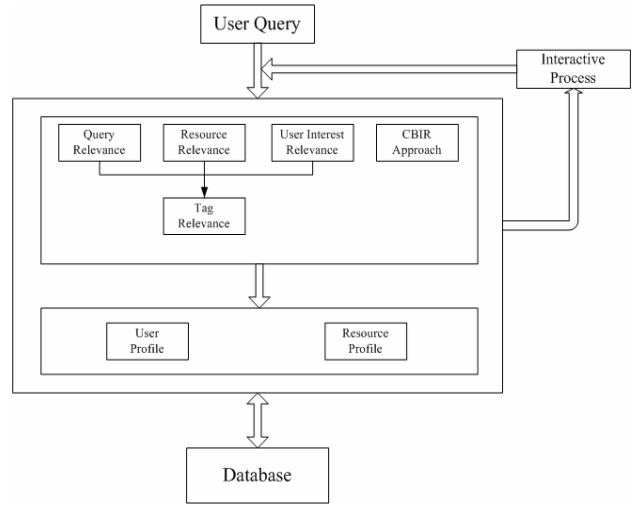 User Query
Interactive
Process
Query
Relevance
Resource
Relevance
User Interest
Relevance
CBIR
Approach
Tag
Relevance
User
Profile
Resource
Profile
Database